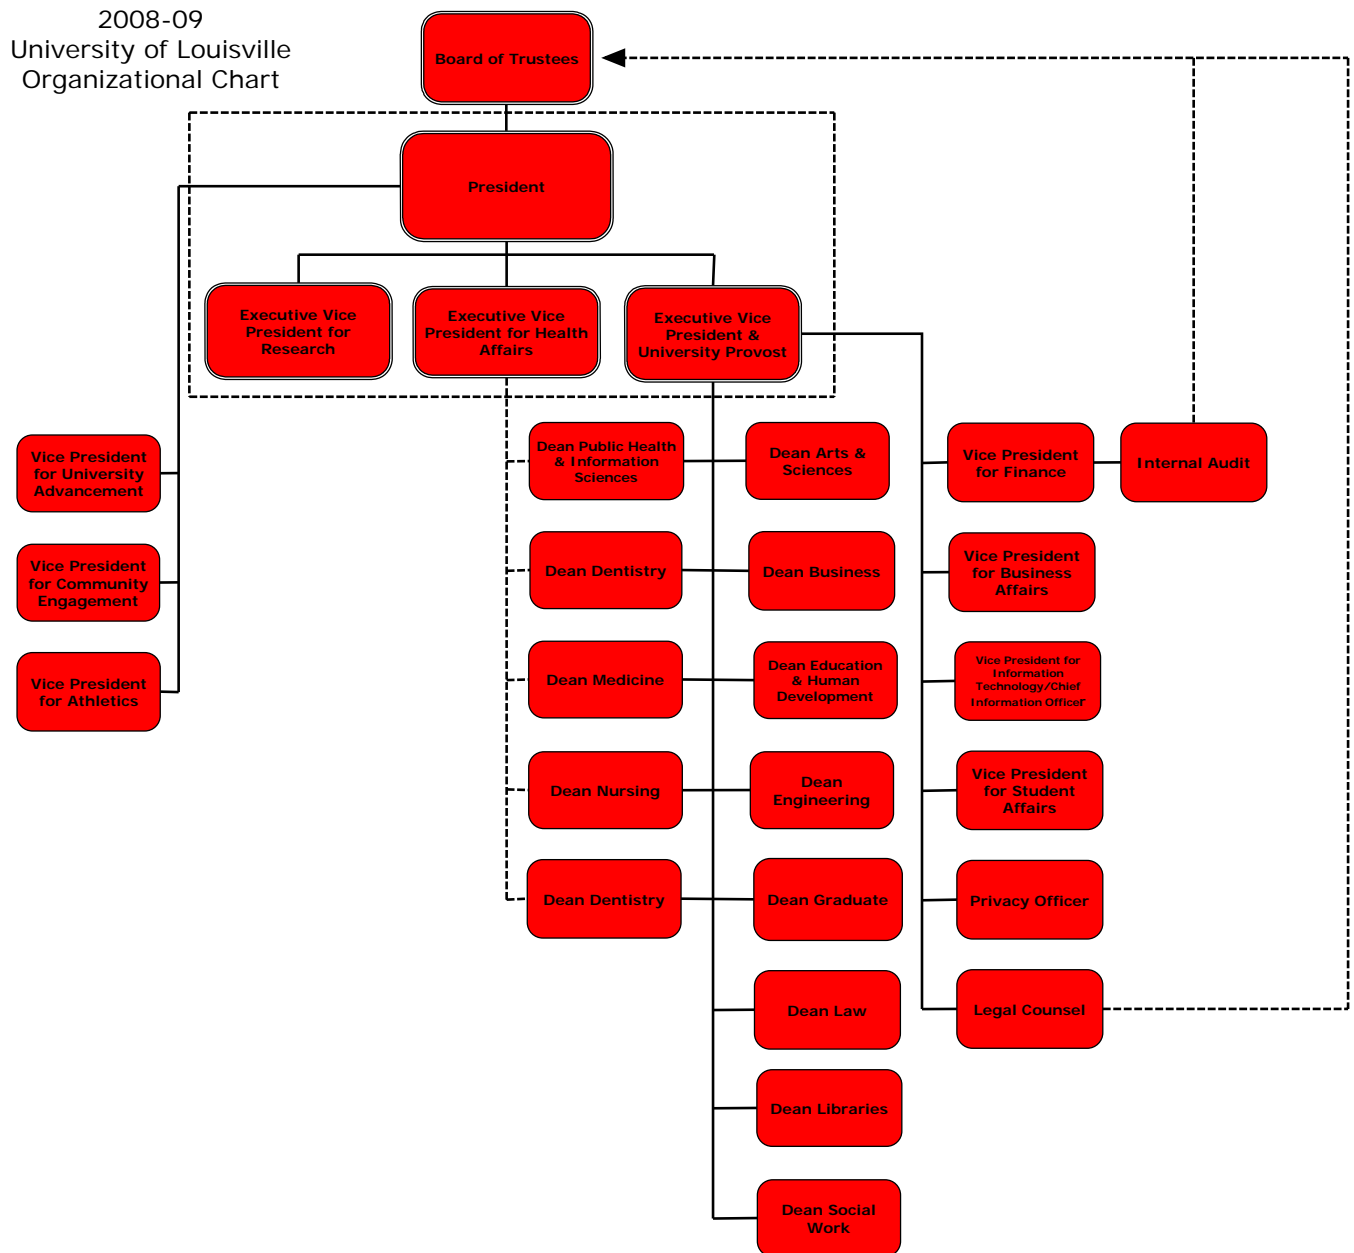 2008-09
University of Louisville
Organizational Chart
Board of Trustees
President
Executive Vice
President for
Research
Executive Vice
President for Health
Affairs
Executive Vice
President &
University Provost
Vice President
for University
Advancement
Vice President
for Community
Engagement
Vice President
for Athletics
Dean Public Health
& Information
Sciences
Dean Dentistry
Dean Medicine
Dean Nursing
Dean Dentistry
Dean Arts &
Sciences
Dean Business
Dean Education
& Human
Development
Dean
Engineering
Dean Graduate
Dean Law
Dean Libraries
Dean Social
Work
Vice President
for Finance
Internal Audit
Vice President
for Business
Affairs
Vice President for
Information
Technology/Chief
Information Officer
Vice President
for Student
Affairs
Privacy Officer
Legal Counsel